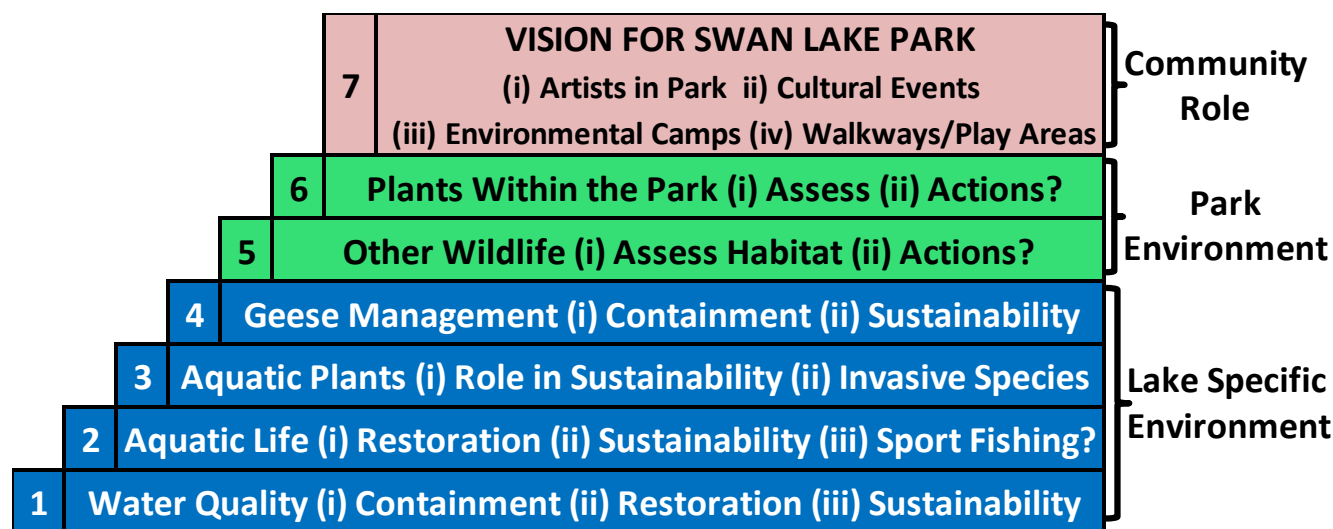 VISION FOR SWAN LAKE PARK
7
(i) Artists in Park ii) Cultural Events
(iii) Environmental Camps (iv) Walkways/Play Areas
Community
Role
6 Plants Within the Park (i) Assess (ii) Actions?
5 Other Wildlife (i) Assess Habitat (ii) Actions?
Park
Environment
4 Geese Management (i) Containment (ii) Sustainability
3 Aquatic Plants (i) Role in Sustainability (ii) Invasive Species
2 Aquatic Life (i) Restoration (ii) Sustainability (iii) Sport Fishing?
1 Water Quality (i) Containment (ii) Restoration (iii) Sustainability
Lake Specific
Environment